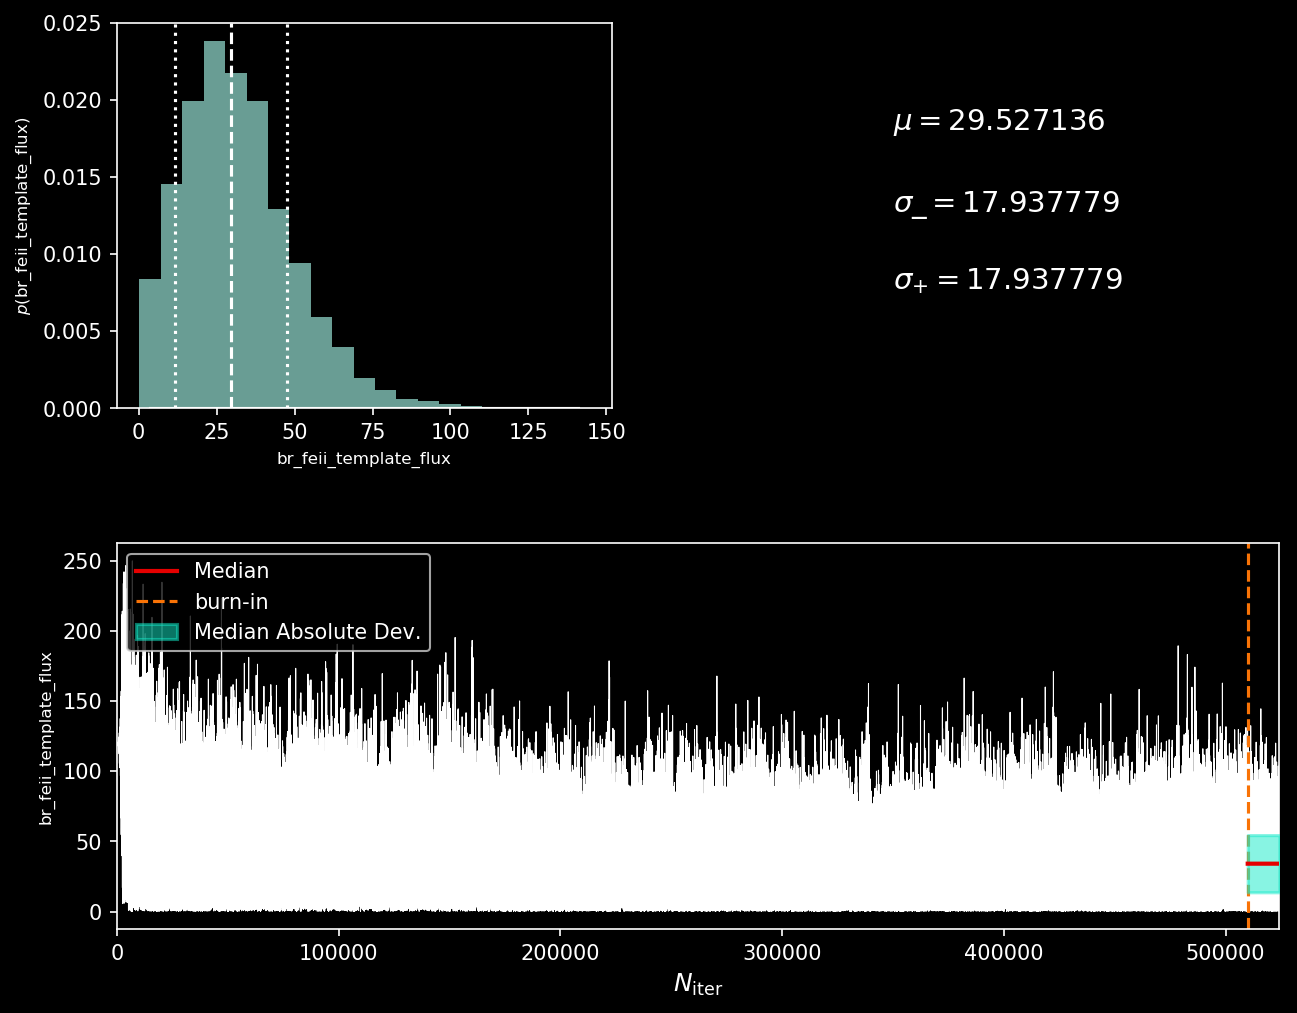 0.025
0.020
0.015
0.010
0.005
0.000
p(br_feii_template_flux)
0 25 50 75 100 125 150
br_feii_template_flux
μ = 29.527136
σ₋ = 17.937779
σ₊ = 17.937779
250
200
150
100
50
0
br_feii_template_flux
Median
burn-in
Median Absolute Dev.
0 100000 200000 300000 400000 500000
N_iter